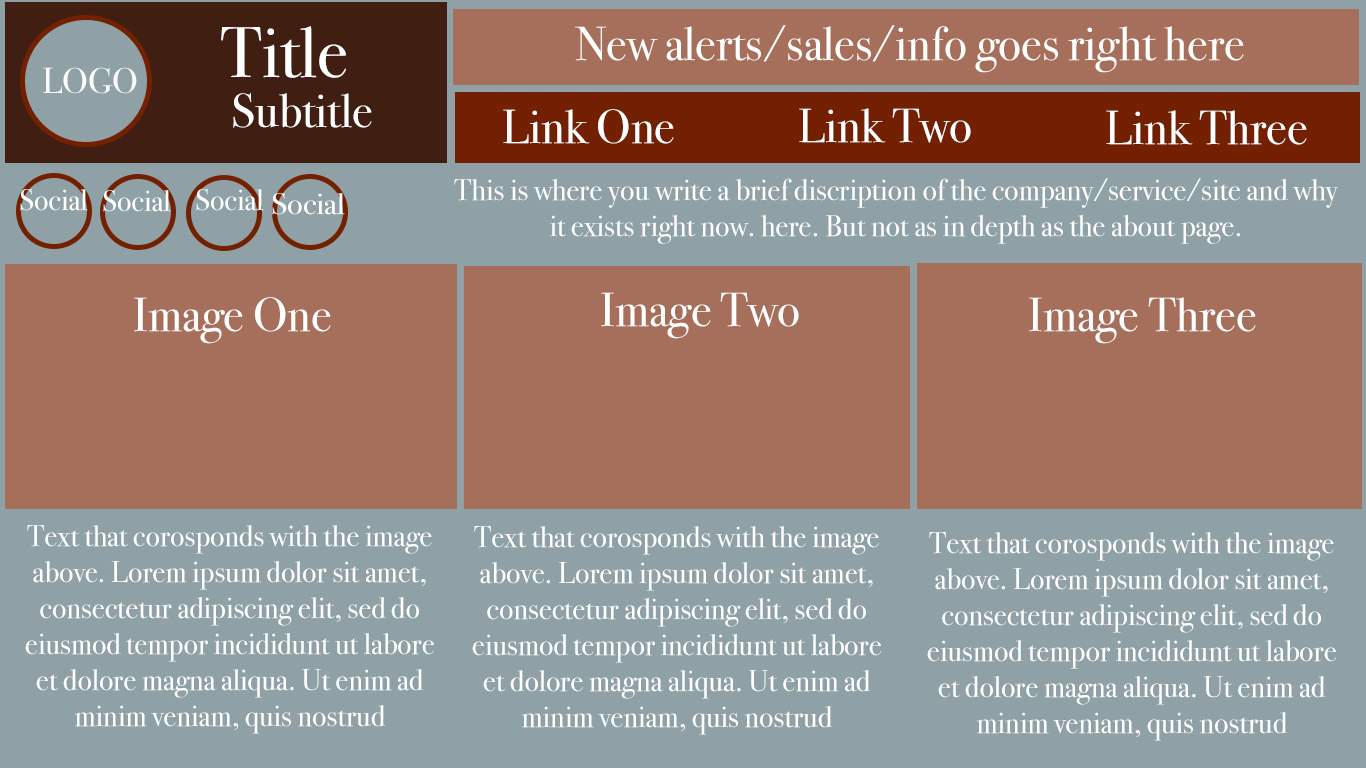 LOGO
Title
Subtitle
New alerts/sales/info goes right here
Link One
Link Two
Link Three
Social
Social
Social
Social
This is where you write a brief discription of the company/service/site and why
it exists right now. here. But not as in depth as the about page.
Image One
Image Two
Image Three
Text that corosponds with the image
above. Lorem ipsum dolor sit amet,
consectetur adipiscing elit, sed do
eiusmod tempor incididunt ut labore
et dolore magna aliqua. Ut enim ad
minim veniam, quis nostrud
Text that corosponds with the image
above. Lorem ipsum dolor sit amet,
consectetur adipiscing elit, sed do
eiusmod tempor incididunt ut labore
et dolore magna aliqua. Ut enim ad
minim veniam, quis nostrud
Text that corosponds with the image
above. Lorem ipsum dolor sit amet,
consectetur adipiscing elit, sed do
eiusmod tempor incididunt ut labore
et dolore magna aliqua. Ut enim ad
minim veniam, quis nostrud